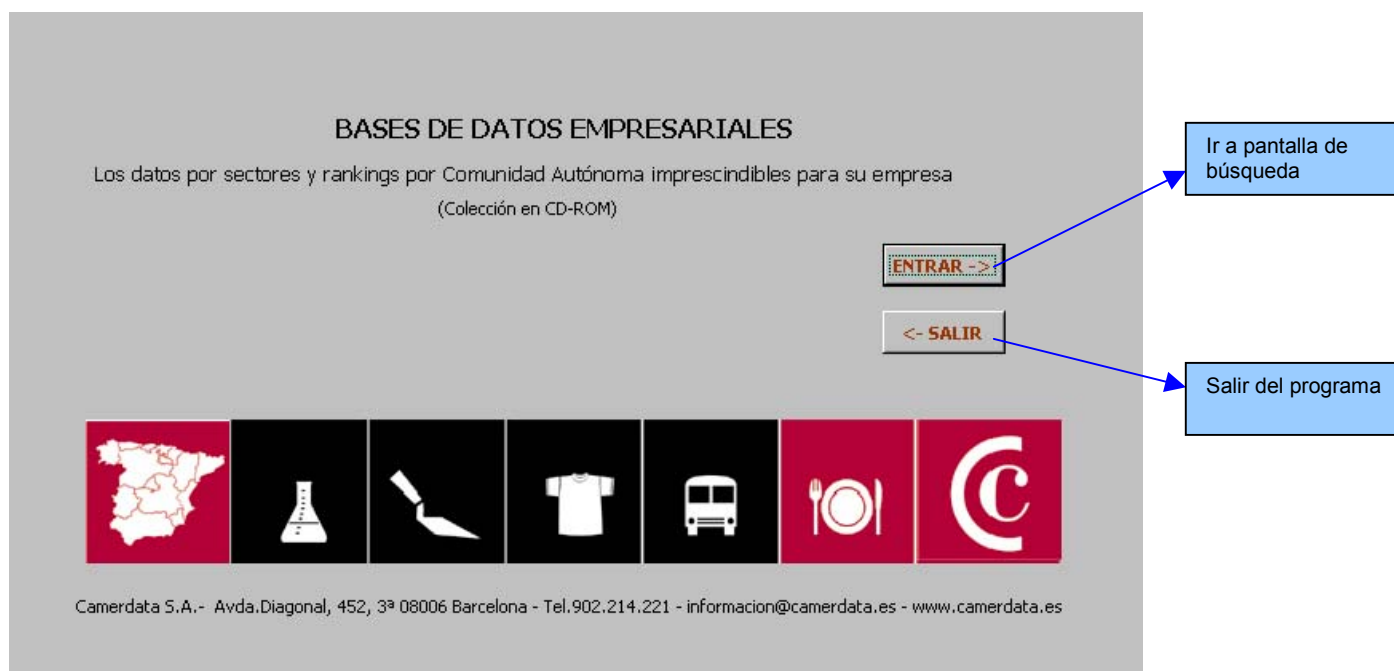 BASES DE DATOS EMPRESARIALES
Los datos por sectores y rankings por Comunidad Autónoma imprescindibles para su empresa
(Colección en CD-ROM)
Ir a pantalla de
búsqueda
ENTRAR ->
<- SALIR
Salir del programa
C
Camerdata S.A.- Avda.Diagonal, 452, 3ª 08006 Barcelona - Tel.902.214.221 - informacion@camerdata.es - www.camerdata.es